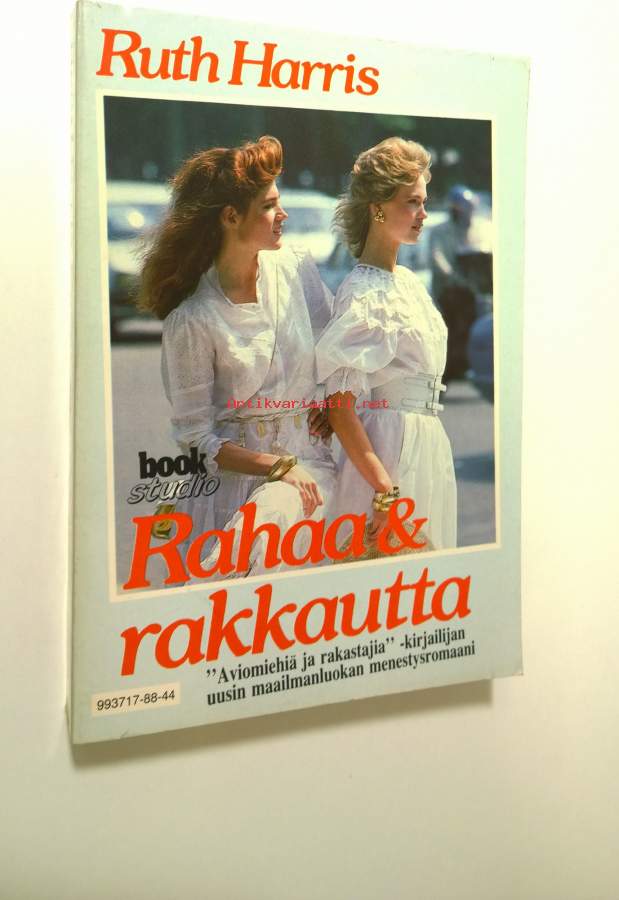 Ruth Harris
antikvariaatti.net
book
studio
Rahaa &
rakkautta
"Aviomiehiä ja rakastajia" -kirjailijan
uusin maailmanluokan menestysromaani
993717-88-44